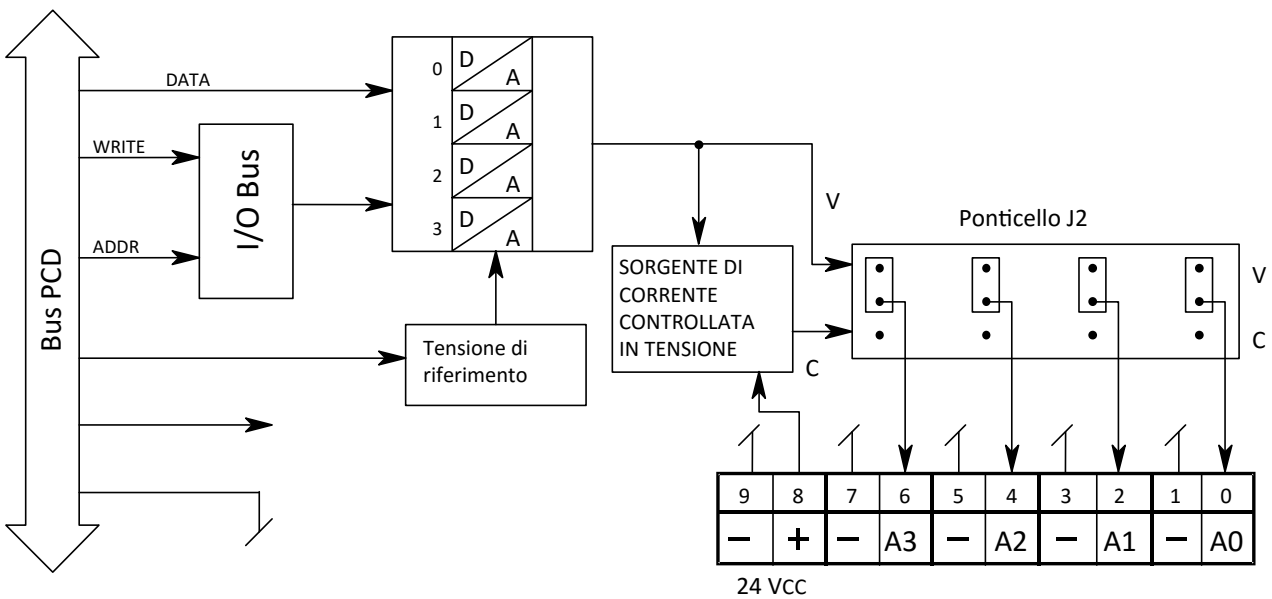 Bus PCD
DATA
WRITE
ADDR
I/O Bus
0 D A
1 D A
2 D A
3 D A
Tensione di
riferimento
SORGENTE DI
CORRENTE
CONTROLLATA
IN TENSIONE
V
C
Ponticello J2
V
C
9 8 7 6 5 4 3 2 1 0
− + − A3 − A2 − A1 − A0
24 VCC